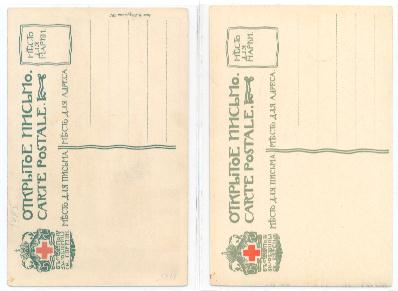 МѢСТО
ДЛЯ
МАРКИ.
ОТКРЫТОЕ ПИСЬМО.
CARTE POSTALE.
МѢСТО ДЛЯ ПИСЬМА
МѢСТО ДЛЯ АДРЕСА.
МѢСТО
ДЛЯ
МАРКИ.
ОТКРЫТОЕ ПИСЬМО.
CARTE POSTALE.
МѢСТО ДЛЯ ПИСЬМА
МѢСТО ДЛЯ АДРЕСА.